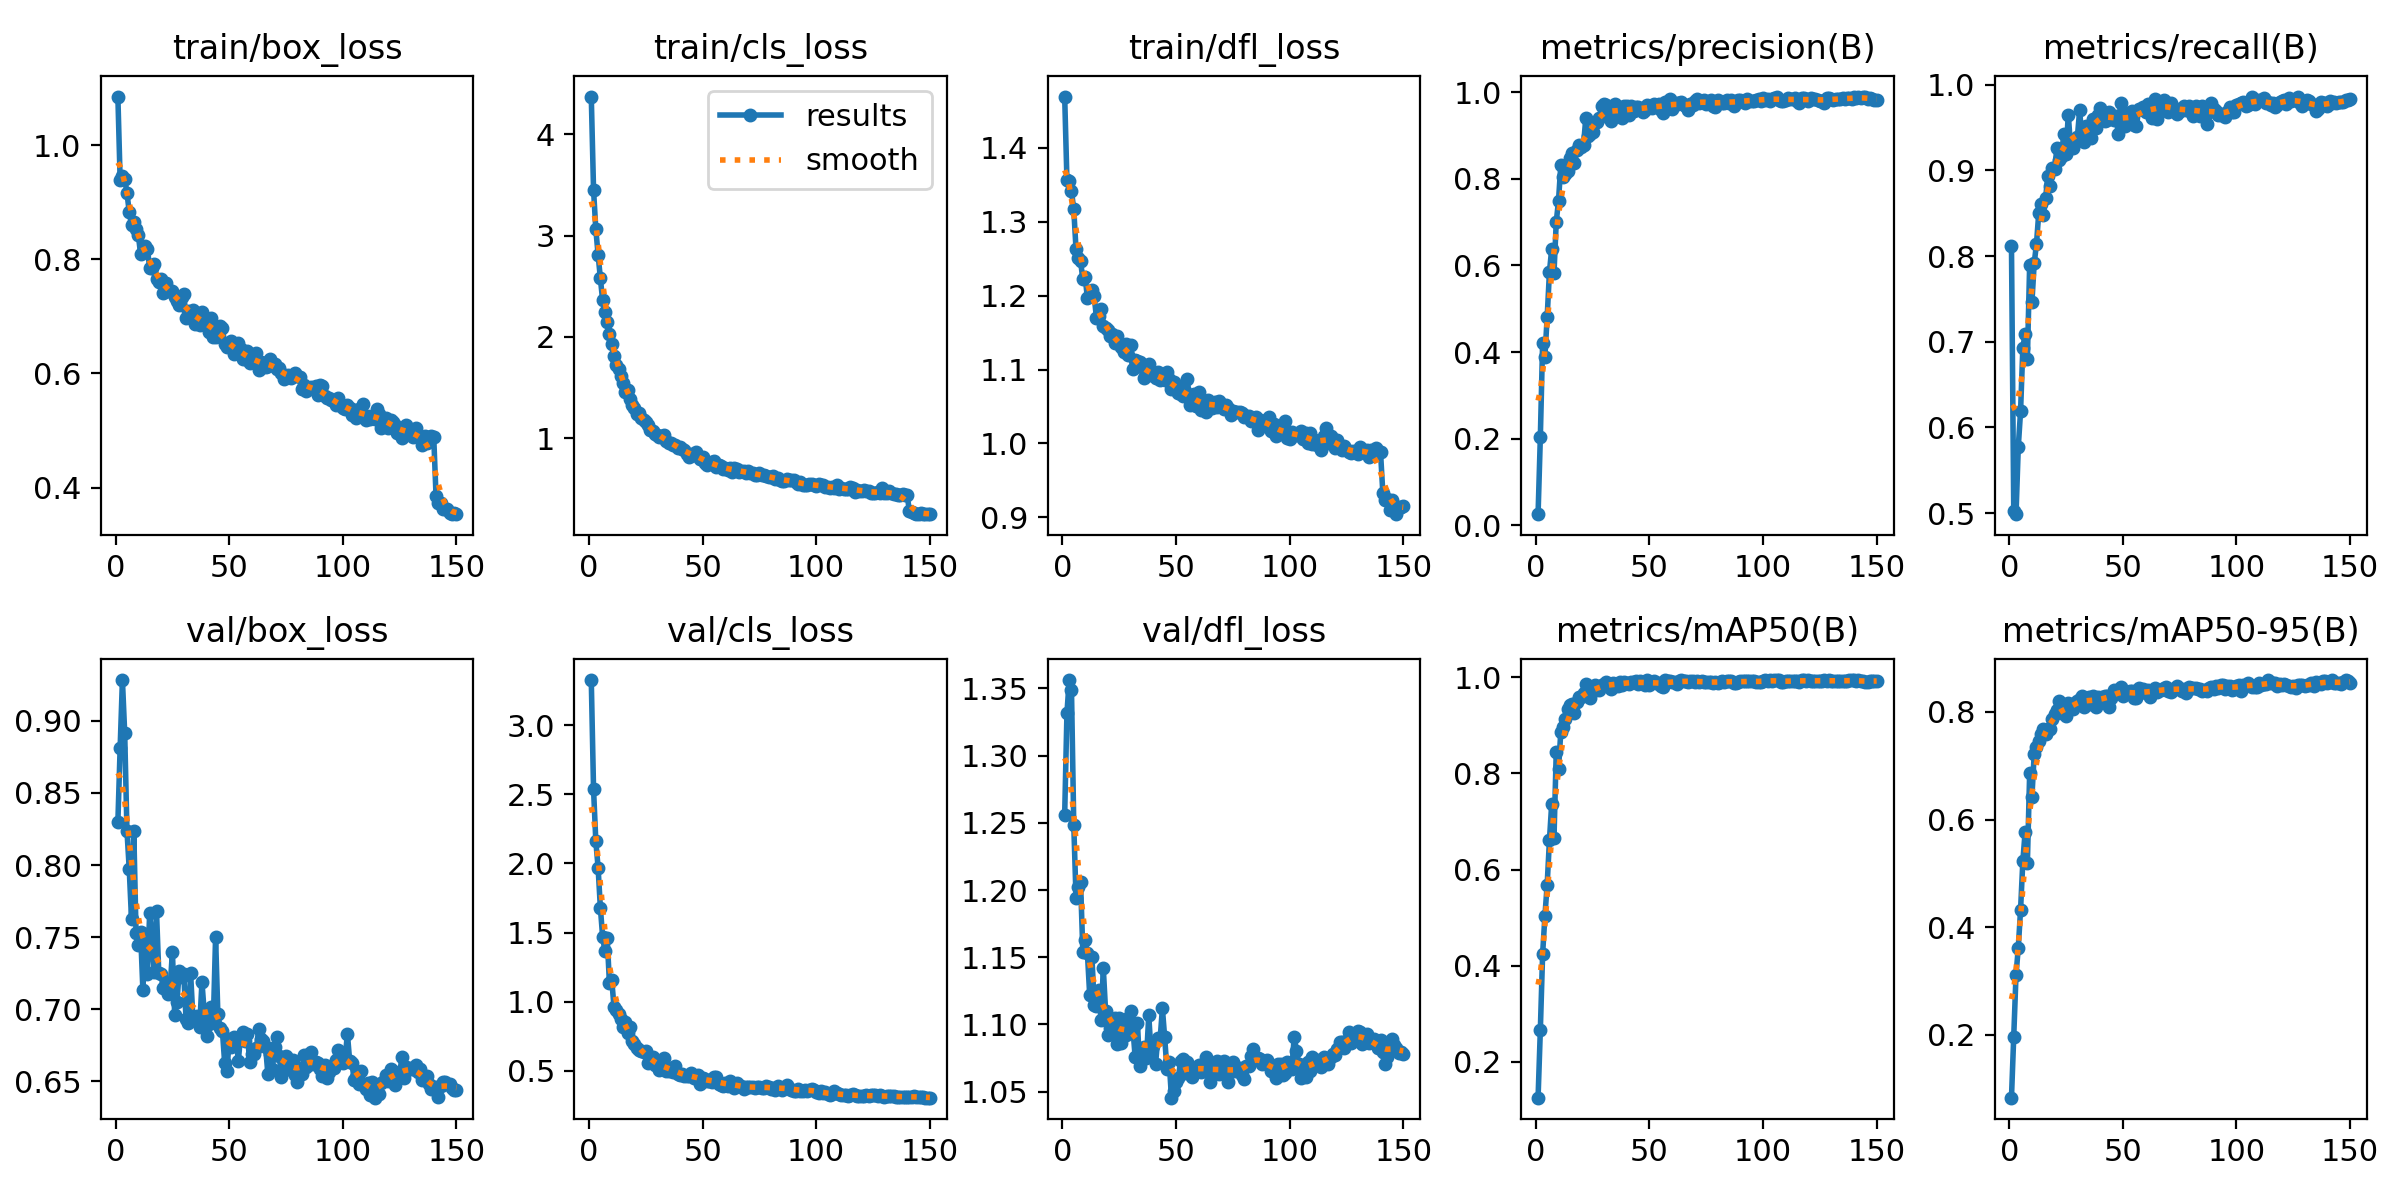 train/box_loss
1.0
0.8
0.6
0.4
0 50 100 150
train/cls_loss
results
smooth
4
3
2
1
0 50 100 150
train/dfl_loss
1.4
1.3
1.2
1.1
1.0
0.9
0 50 100 150
metrics/precision(B)
1.0
0.8
0.6
0.4
0.2
0.0
0 50 100 150
metrics/recall(B)
1.0
0.9
0.8
0.7
0.6
0.5
0 50 100 150
val/box_loss
0.90
0.85
0.80
0.75
0.70
0.65
0 50 100 150
val/cls_loss
3.0
2.5
2.0
1.5
1.0
0.5
0 50 100 150
val/dfl_loss
1.35
1.30
1.25
1.20
1.15
1.10
1.05
0 50 100 150
metrics/mAP50(B)
1.0
0.8
0.6
0.4
0.2
0 50 100 150
metrics/mAP50-95(B)
0.8
0.6
0.4
0.2
0 50 100 150